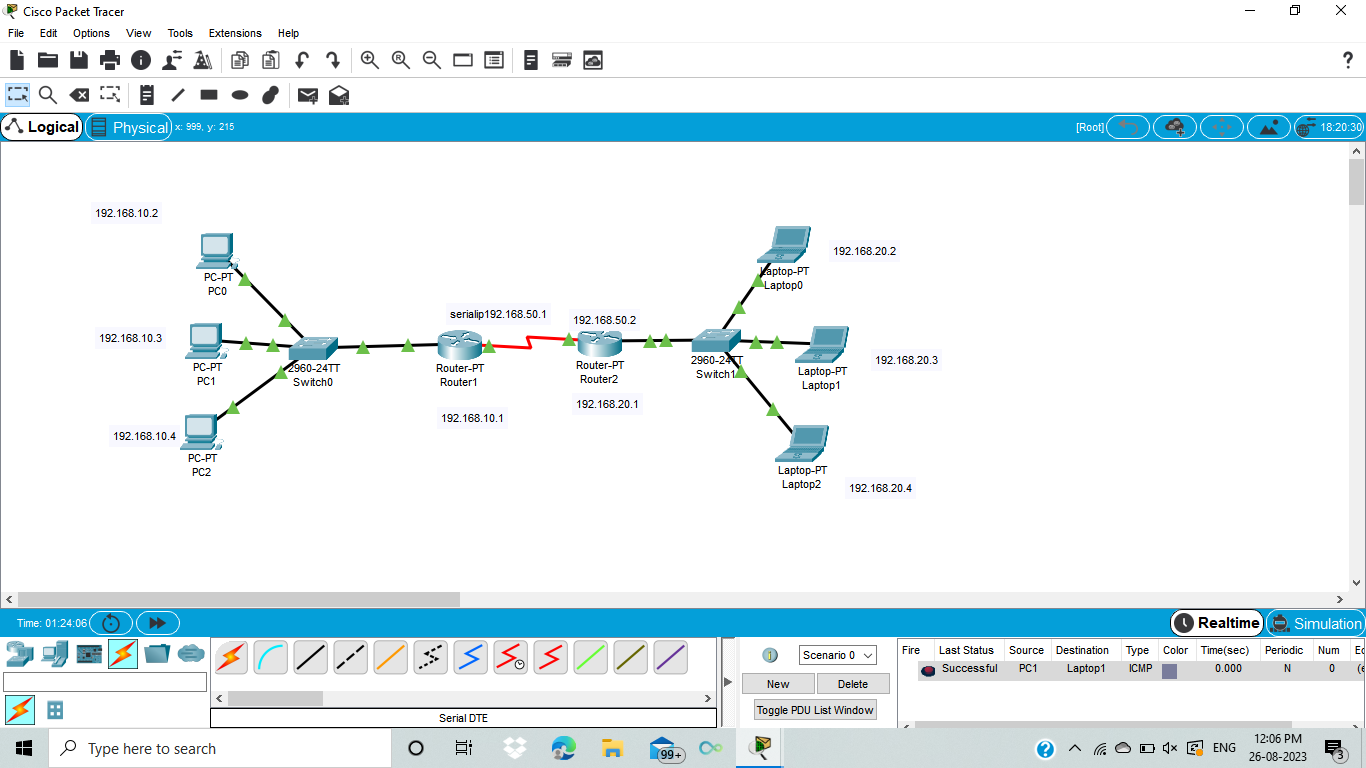 Cisco Packet Tracer
File Edit Options View Tools Extensions Help
?
Logical Physical x: 999, y: 215 [Root] 18:20:30
192.168.10.2
PC-PT
PC0
192.168.10.3
PC-PT
PC1
192.168.10.4
PC-PT
PC2
2960-24TT
Switch0
serialip192.168.50.1
Router-PT
Router1
192.168.10.1
192.168.50.2
Router-PT
Router2
192.168.20.1
2960-24TT
Switch1
Laptop-PT
Laptop0
192.168.20.2
Laptop-PT
Laptop1
192.168.20.3
Laptop-PT
Laptop2
192.168.20.4
Time: 01:24:06 Realtime Simulation
Scenario 0
New Delete
Toggle PDU List Window
Serial DTE
Fire Last Status Source Destination Type Color Time(sec) Periodic Num
Successful PC1 Laptop1 ICMP 0.000 N 0
Type here to search
99+
ENG
12:06 PM
26-08-2023
3